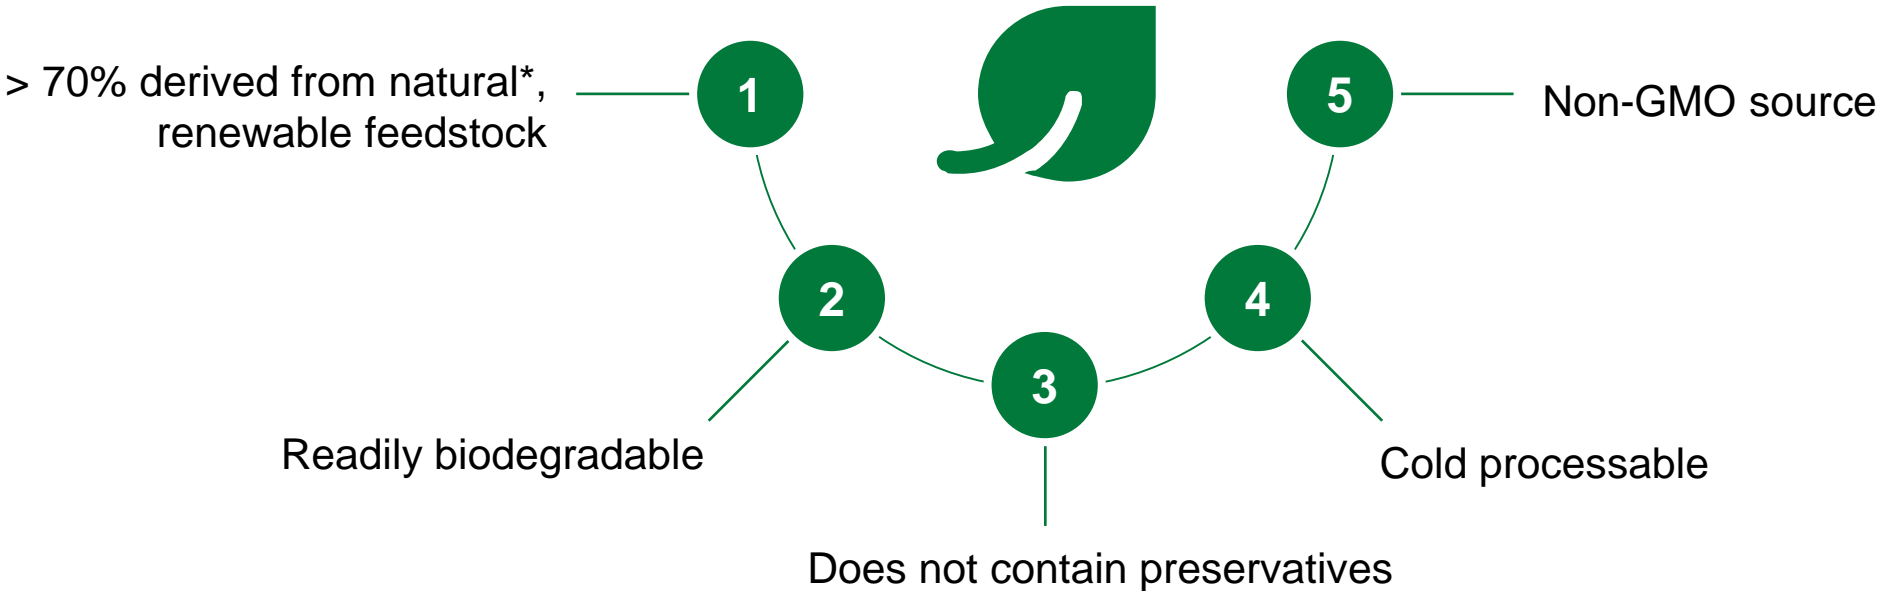 > 70% derived from natural*,
renewable feedstock
1
2
Readily biodegradable
3
Does not contain preservatives
4
Cold processable
5
Non-GMO source